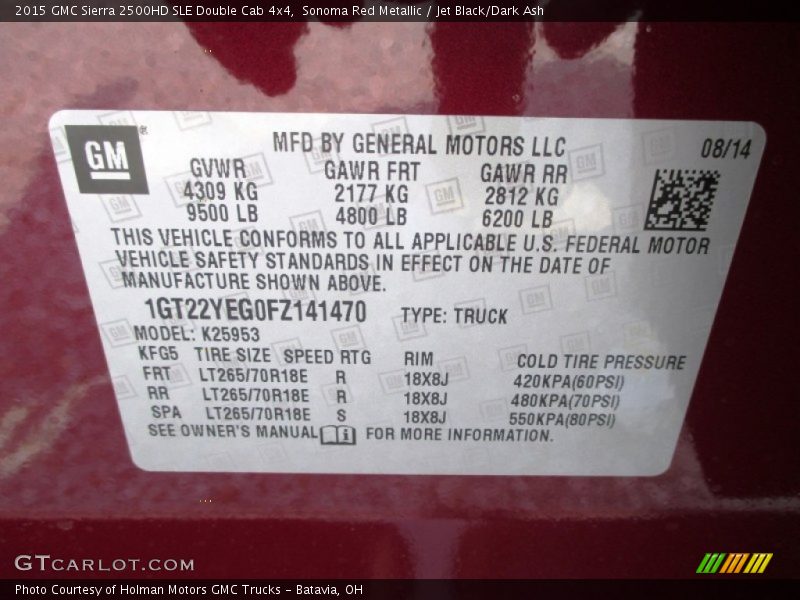 2015 GMC Sierra 2500HD SLE Double Cab 4x4, Sonoma Red Metallic / Jet Black/Dark Ash
GM ®
MFD BY GENERAL MOTORS LLC 08/14
GVWR GAWR FRT GAWR RR
4309 KG 2177 KG 2812 KG
9500 LB 4800 LB 6200 LB
THIS VEHICLE CONFORMS TO ALL APPLICABLE U.S. FEDERAL MOTOR
VEHICLE SAFETY STANDARDS IN EFFECT ON THE DATE OF
MANUFACTURE SHOWN ABOVE.
1GT22YEG0FZ141470 TYPE: TRUCK
MODEL: K25953
KFG5 TIRE SIZE SPEED RTG RIM COLD TIRE PRESSURE
FRT LT265/70R18E R 18X8J 420KPA(60PSI)
RR LT265/70R18E R 18X8J 480KPA(70PSI)
SPA LT265/70R18E S 18X8J 550KPA(80PSI)
SEE OWNER'S MANUAL FOR MORE INFORMATION.
GTCARLOT.COM
Photo Courtesy of Holman Motors GMC Trucks - Batavia, OH